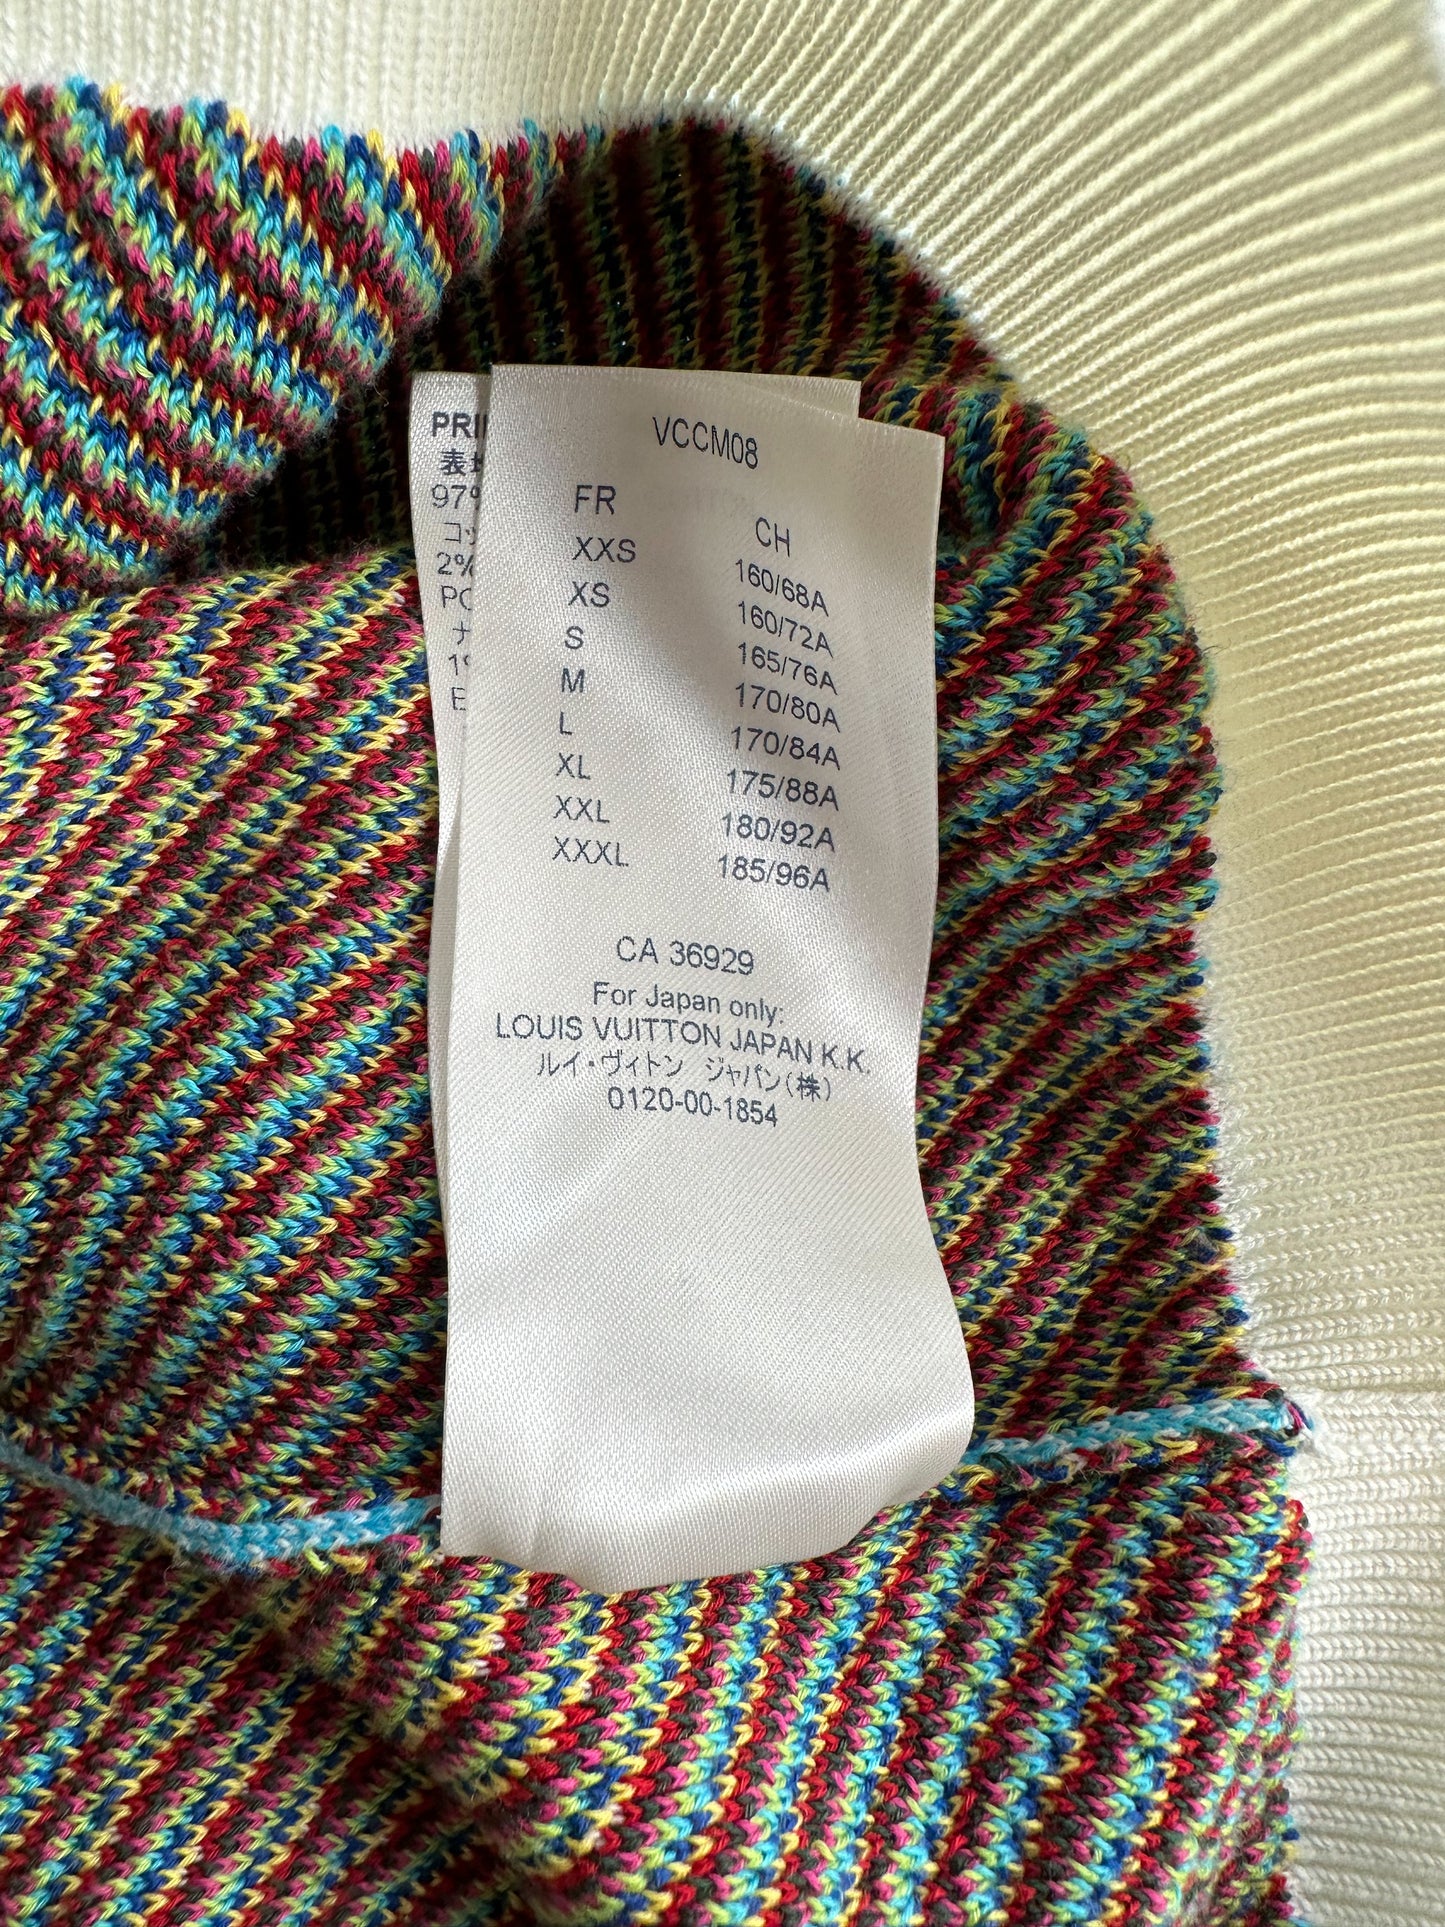 VCCM08
FR CH
XXS 160/68A
XS 160/72A
S 165/76A
M 170/80A
L 170/84A
XL 175/88A
XXL 180/92A
XXXL 185/96A
CA 36929
For Japan only:
LOUIS VUITTON JAPAN K.K.
ルイ・ヴィトン ジャパン(株)
0120-00-1854
97%
2%